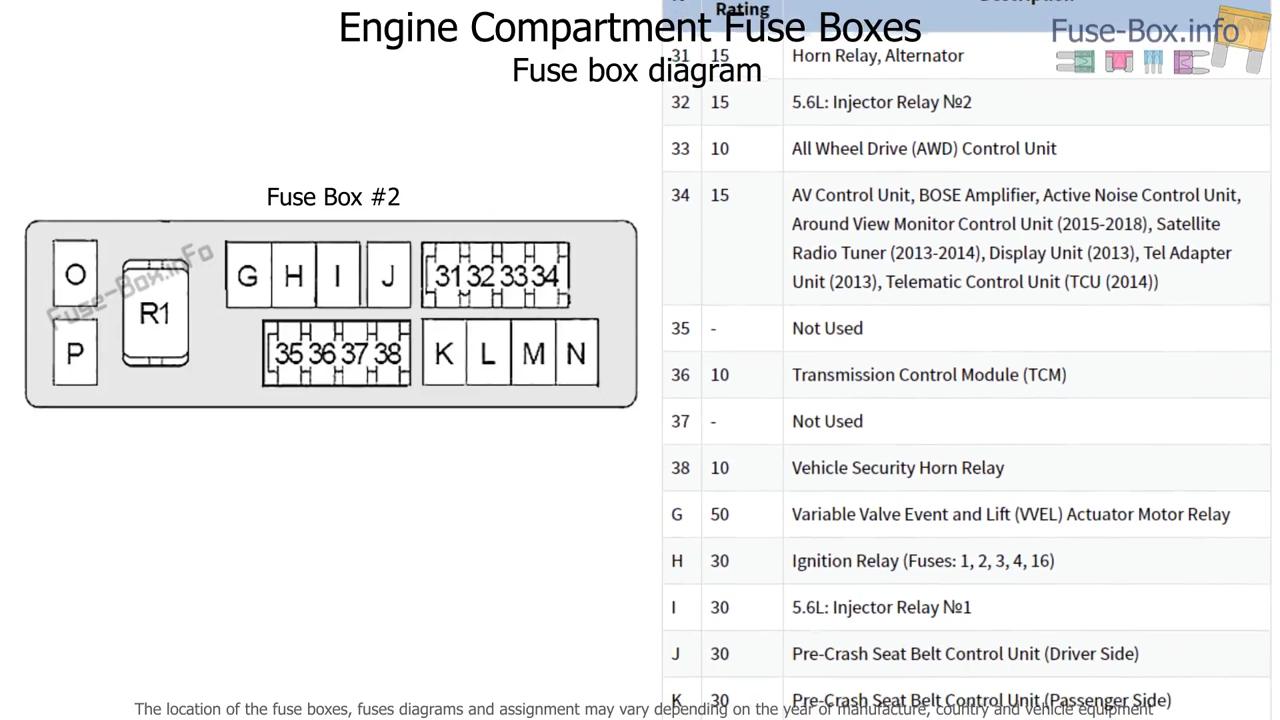 Engine Compartment Fuse Boxes
Fuse box diagram
Fuse-Box.info
Fuse Box #2
Fuse-Box.inFo
O
P
R1
G H I J
31 32 33 34
35 36 37 38
K L M N
Rating
31 15 Horn Relay, Alternator
32 15 5.6L: Injector Relay №2
33 10 All Wheel Drive (AWD) Control Unit
34 15 AV Control Unit, BOSE Amplifier, Active Noise Control Unit,
Around View Monitor Control Unit (2015-2018), Satellite
Radio Tuner (2013-2014), Display Unit (2013), Tel Adapter
Unit (2013), Telematic Control Unit (TCU (2014))
35 - Not Used
36 10 Transmission Control Module (TCM)
37 - Not Used
38 10 Vehicle Security Horn Relay
G 50 Variable Valve Event and Lift (VVEL) Actuator Motor Relay
H 30 Ignition Relay (Fuses: 1, 2, 3, 4, 16)
I 30 5.6L: Injector Relay №1
J 30 Pre-Crash Seat Belt Control Unit (Driver Side)
K 30 Pre-Crash Seat Belt Control Unit (Passenger Side)
The location of the fuse boxes, fuses diagrams and assignment may vary depending on the year of manufacture, country and vehicle equipment